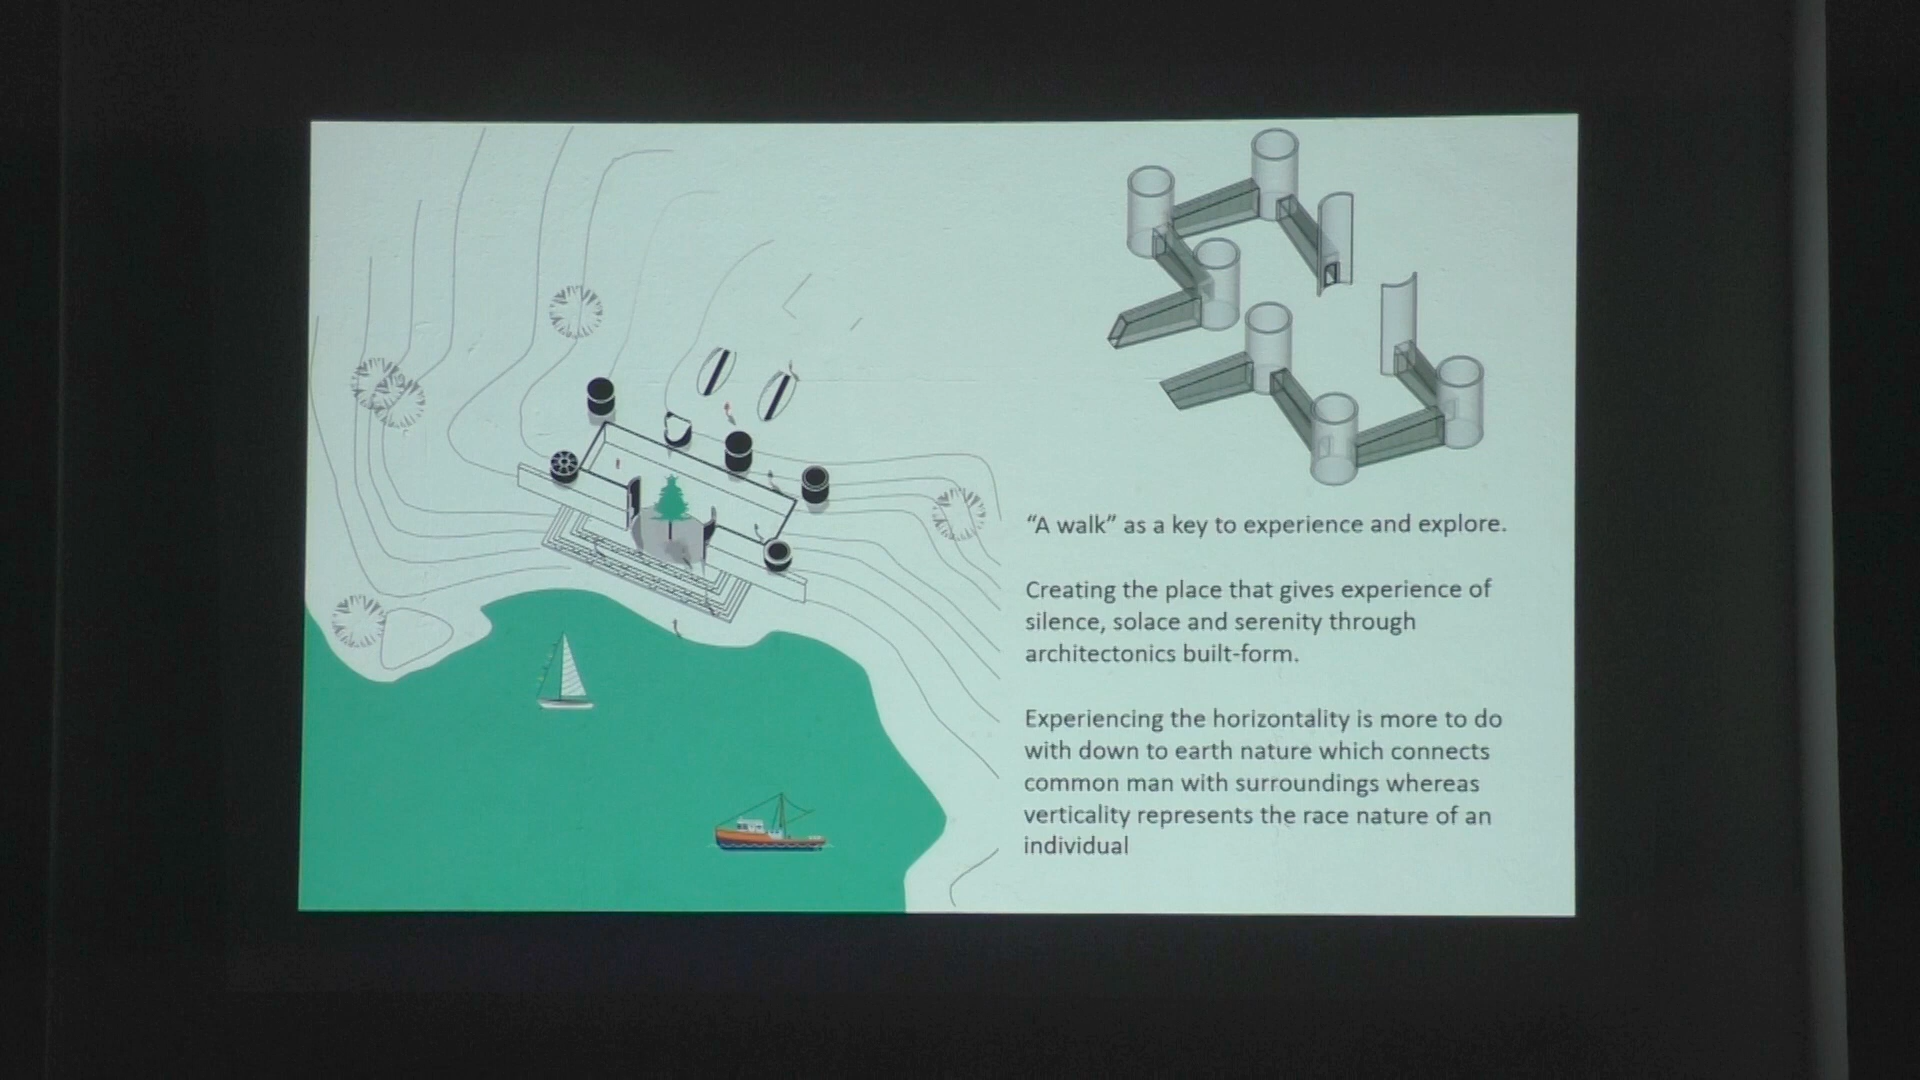 “A walk” as a key to experience and explore.
Creating the place that gives experience of
silence, solace and serenity through
architectonics built-form.
Experiencing the horizontality is more to do
with down to earth nature which connects
common man with surroundings whereas
verticality represents the race nature of an
individual